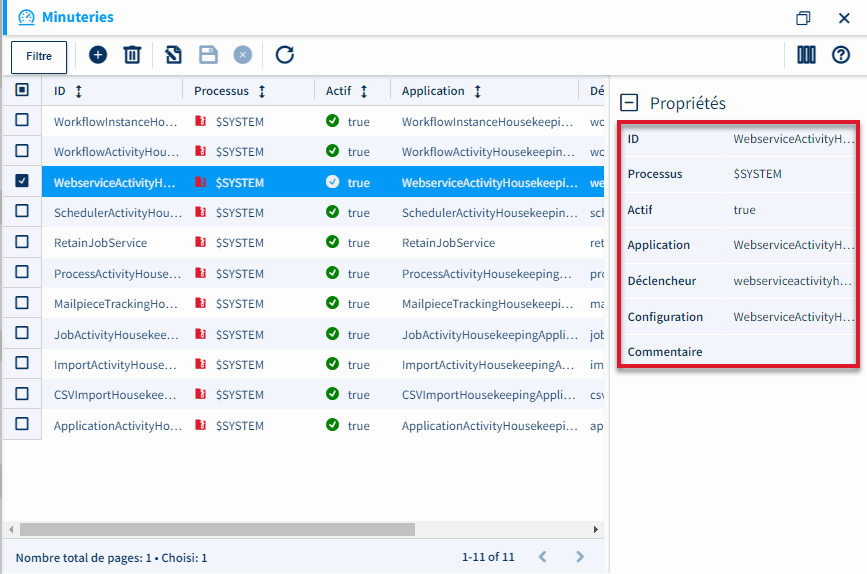 Minuteries
Filtre
ID Processus Actif Application Dé
WorkflowInstanceHo... $SYSTEM true WorkflowInstanceHousekeepi... wo
WorkflowActivityHou... $SYSTEM true WorkflowActivityHousekeepin... wo
WebserviceActivityH... $SYSTEM true WebserviceActivityHousekeepi... we
SchedulerActivityHou... $SYSTEM true SchedulerActivityHousekeepin... sch
RetainJobService $SYSTEM true RetainJobService ret
ProcessActivityHouse... $SYSTEM true ProcessActivityHousekeeping... pro
MailpieceTrackingHo... $SYSTEM true MailpieceTrackingHousekeepi... ma
JobActivityHousekee... $SYSTEM true JobActivityHousekeepingAppli... job
ImportActivityHouse... $SYSTEM true ImportActivityHousekeepingA... im
CSVImportHousekee... $SYSTEM true CSVImportHousekeepingAppli... csv
ApplicationActivityHo... $SYSTEM true ApplicationActivityHousekeepi... ap
Nombre total de pages: 1 • Choisi: 1
1-11 of 11
Propriétés
ID WebserviceActivityH...
Processus $SYSTEM
Actif true
Application WebserviceActivityH...
Déclencheur webserviceactivityh...
Configuration WebserviceActivityH...
Commentaire